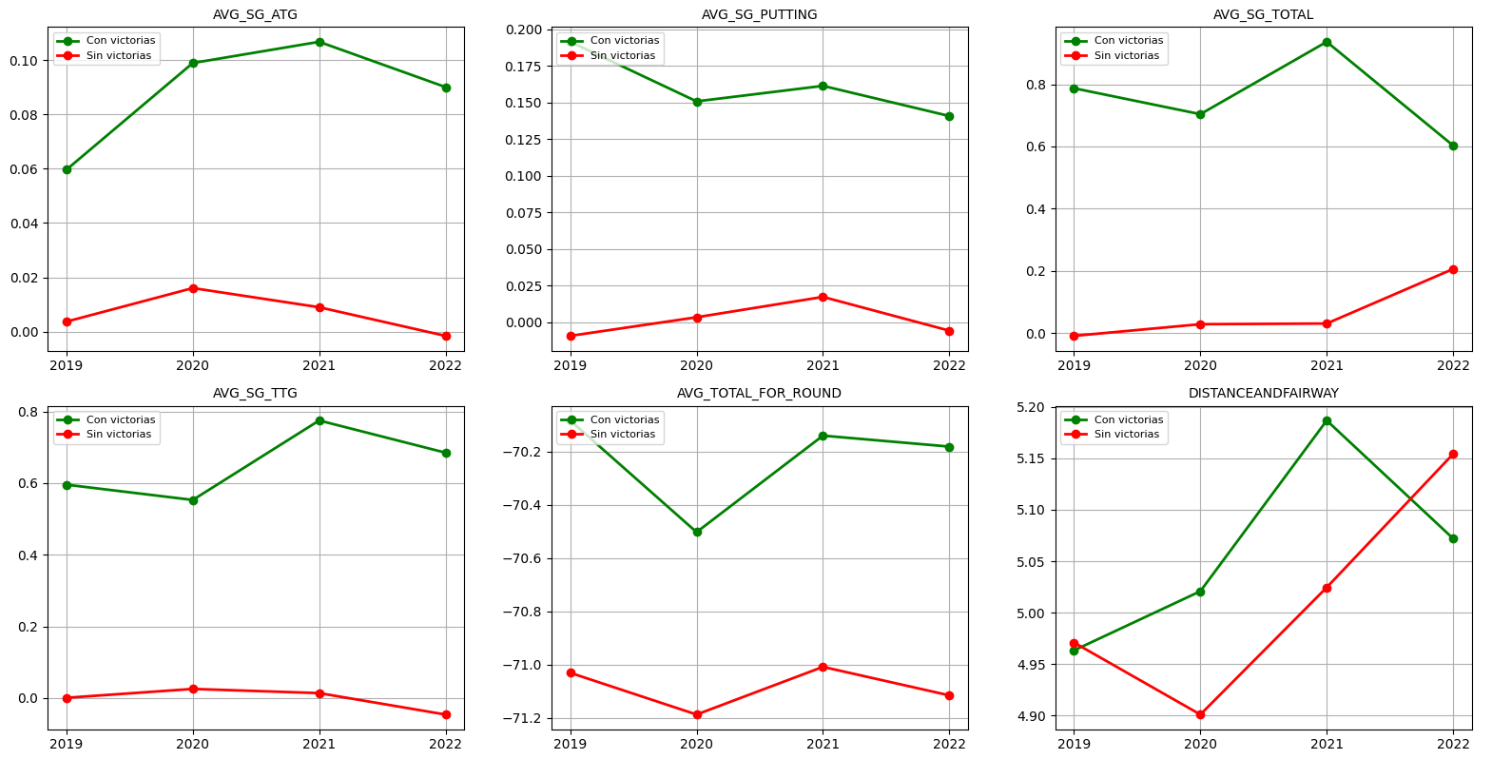 AVG_SG_ATG
Con victorias
Sin victorias
0.10
0.08
0.06
0.04
0.02
0.00
2019 2020 2021 2022
AVG_SG_PUTTING
Con victorias
Sin victorias
0.200
0.175
0.150
0.125
0.100
0.075
0.050
0.025
0.000
2019 2020 2021 2022
AVG_SG_TOTAL
Con victorias
Sin victorias
0.8
0.6
0.4
0.2
0.0
2019 2020 2021 2022
AVG_SG_TTG
Con victorias
Sin victorias
0.8
0.6
0.4
0.2
0.0
2019 2020 2021 2022
AVG_TOTAL_FOR_ROUND
Con victorias
Sin victorias
−70.2
−70.4
−70.6
−70.8
−71.0
−71.2
2019 2020 2021 2022
DISTANCEANDFAIRWAY
Con victorias
Sin victorias
5.20
5.15
5.10
5.05
5.00
4.95
4.90
2019 2020 2021 2022